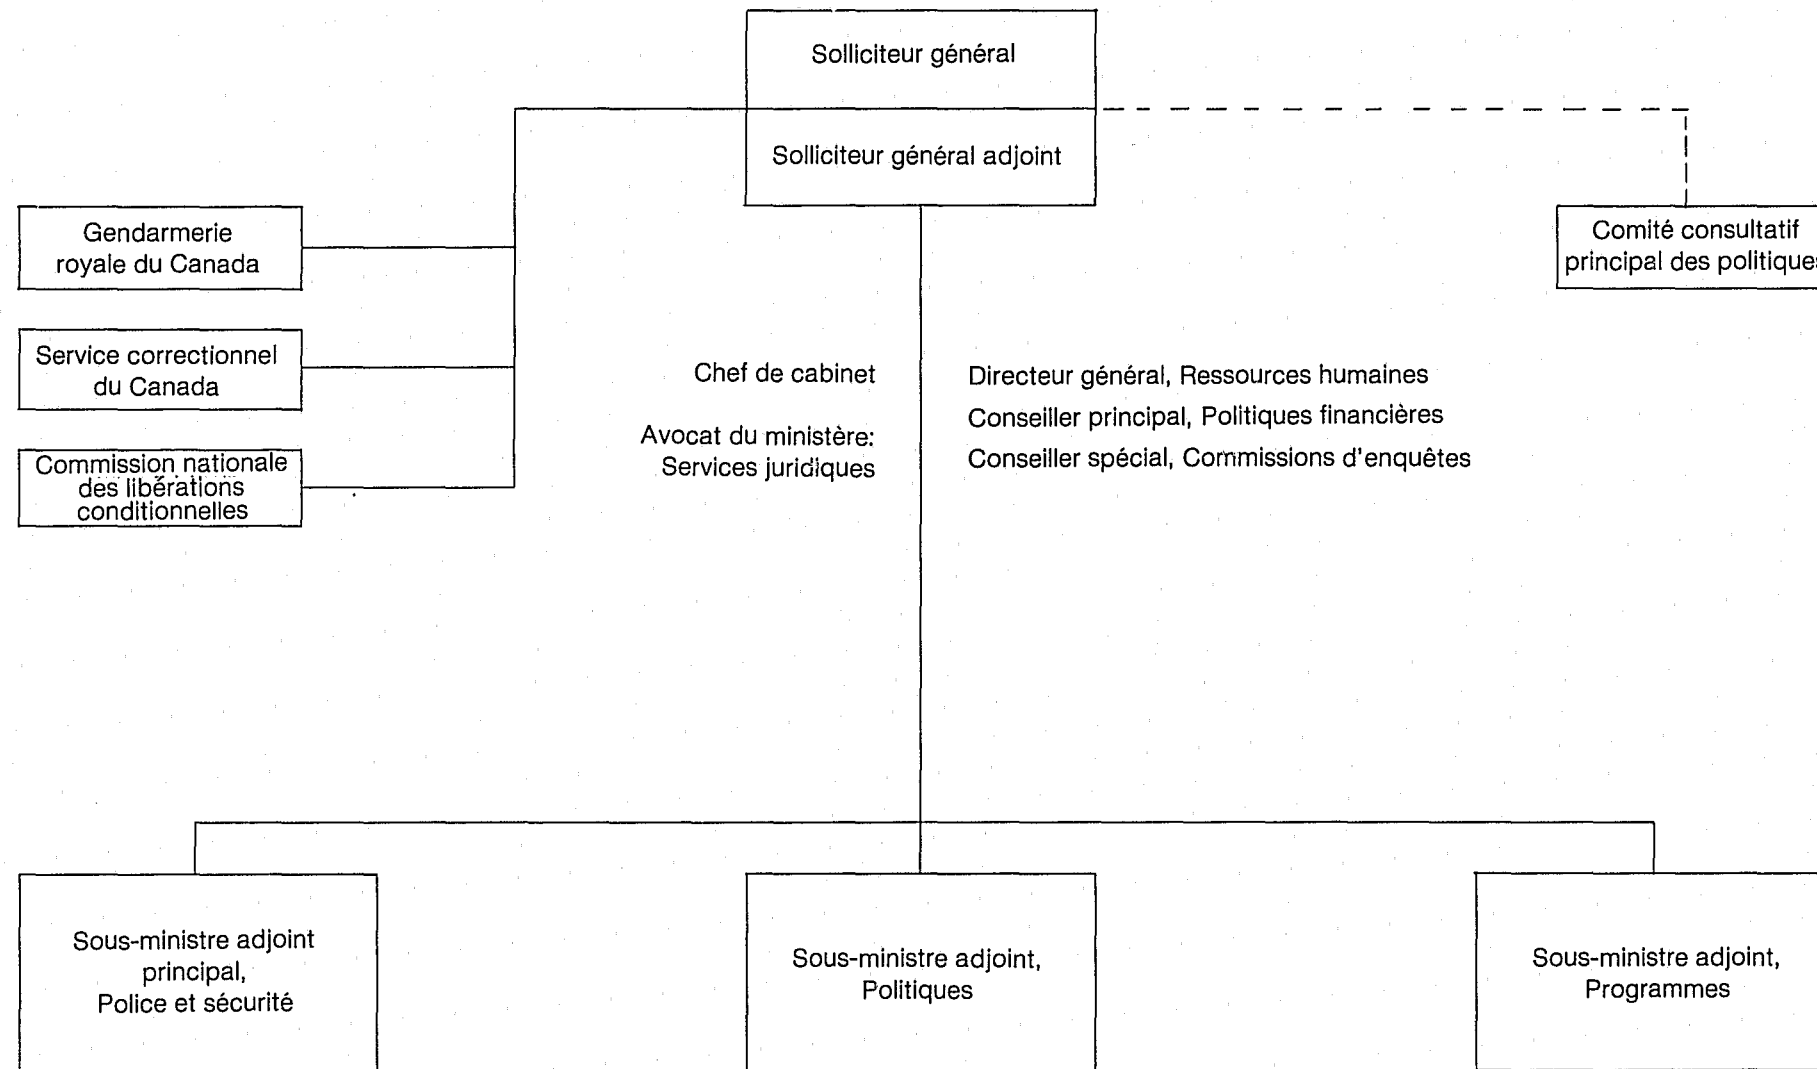 Solliciteur général
Solliciteur général adjoint
Gendarmerie
royale du Canada
Comité consultatif
principal des politiques
Service correctionnel
du Canada
Commission nationale
des libérations
conditionnelles
Chef de cabinet
Avocat du ministère:
Services juridiques
Directeur général, Ressources humaines
Conseiller principal, Politiques financières
Conseiller spécial, Commissions d'enquêtes
Sous-ministre adjoint
principal,
Police et sécurité
Sous-ministre adjoint,
Politiques
Sous-ministre adjoint,
Programmes